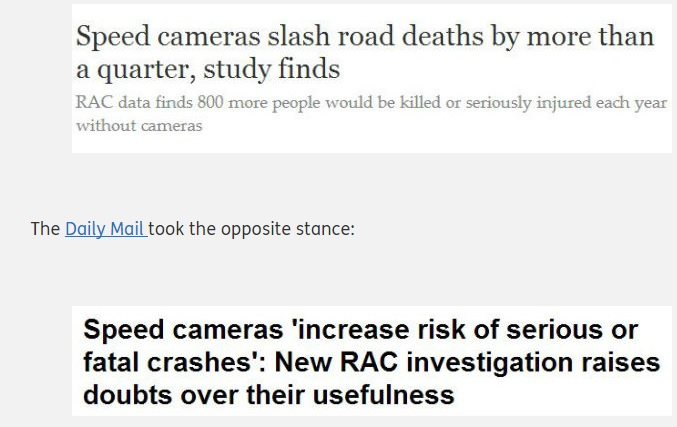 Speed cameras slash road deaths by more than
a quarter, study finds
RAC data finds 800 more people would be killed or seriously injured each year
without cameras
The Daily Mail took the opposite stance:
Speed cameras 'increase risk of serious or
fatal crashes': New RAC investigation raises
doubts over their usefulness